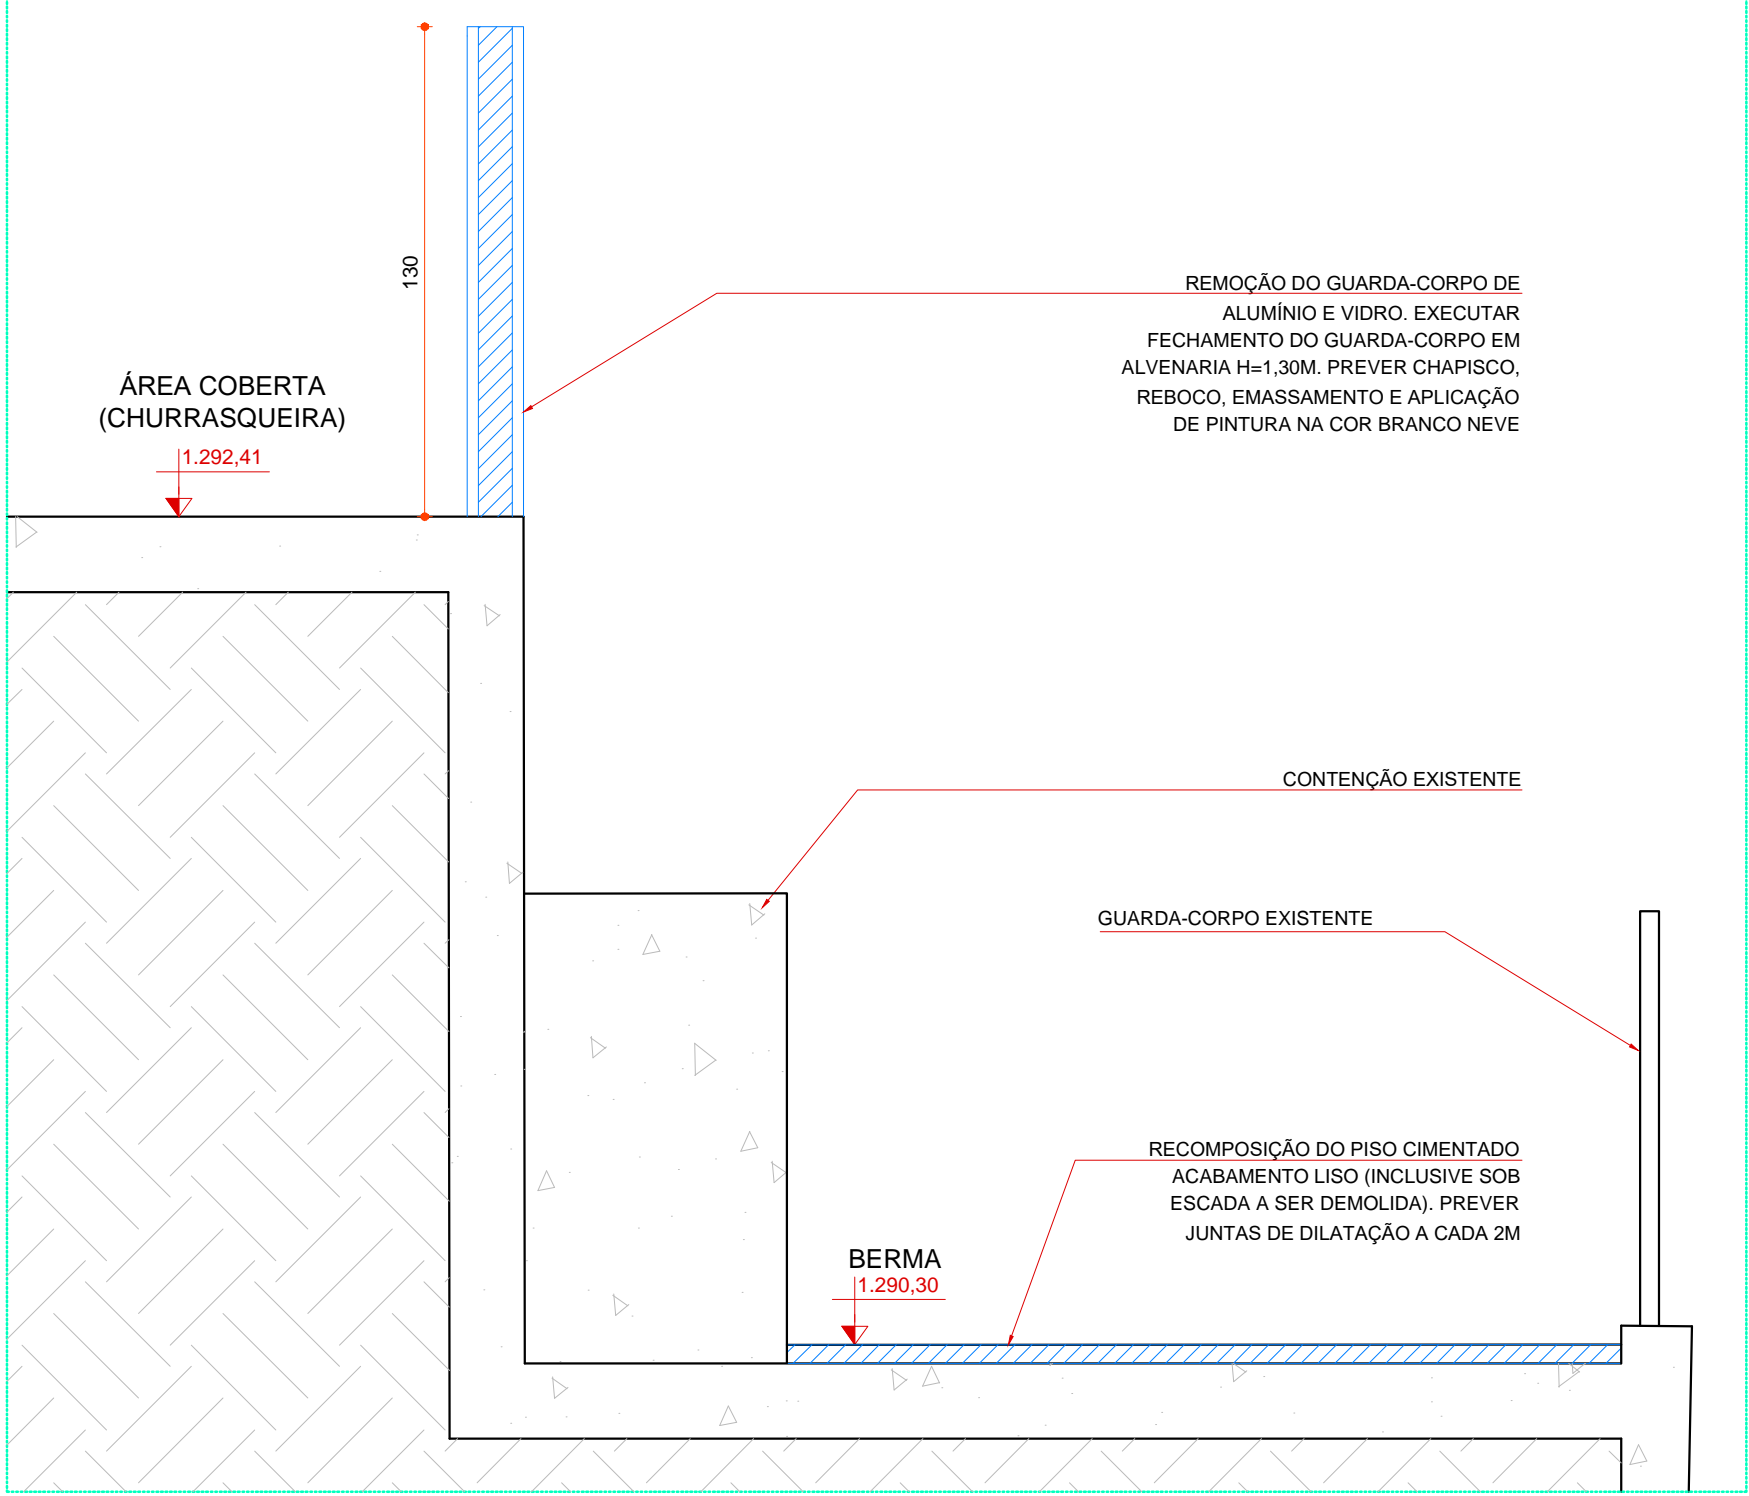 130
REMOÇÃO DO GUARDA-CORPO DE
ALUMÍNIO E VIDRO. EXECUTAR
FECHAMENTO DO GUARDA-CORPO EM
ALVENARIA H=1,30M. PREVER CHAPISCO,
REBOCO, EMASSAMENTO E APLICAÇÃO
DE PINTURA NA COR BRANCO NEVE
ÁREA COBERTA
(CHURRASQUEIRA)
1.292,41
CONTENÇÃO EXISTENTE
GUARDA-CORPO EXISTENTE
RECOMPOSIÇÃO DO PISO CIMENTADO
ACABAMENTO LISO (INCLUSIVE SOB
ESCADA A SER DEMOLIDA). PREVER
JUNTAS DE DILATAÇÃO A CADA 2M
BERMA
1.290,30